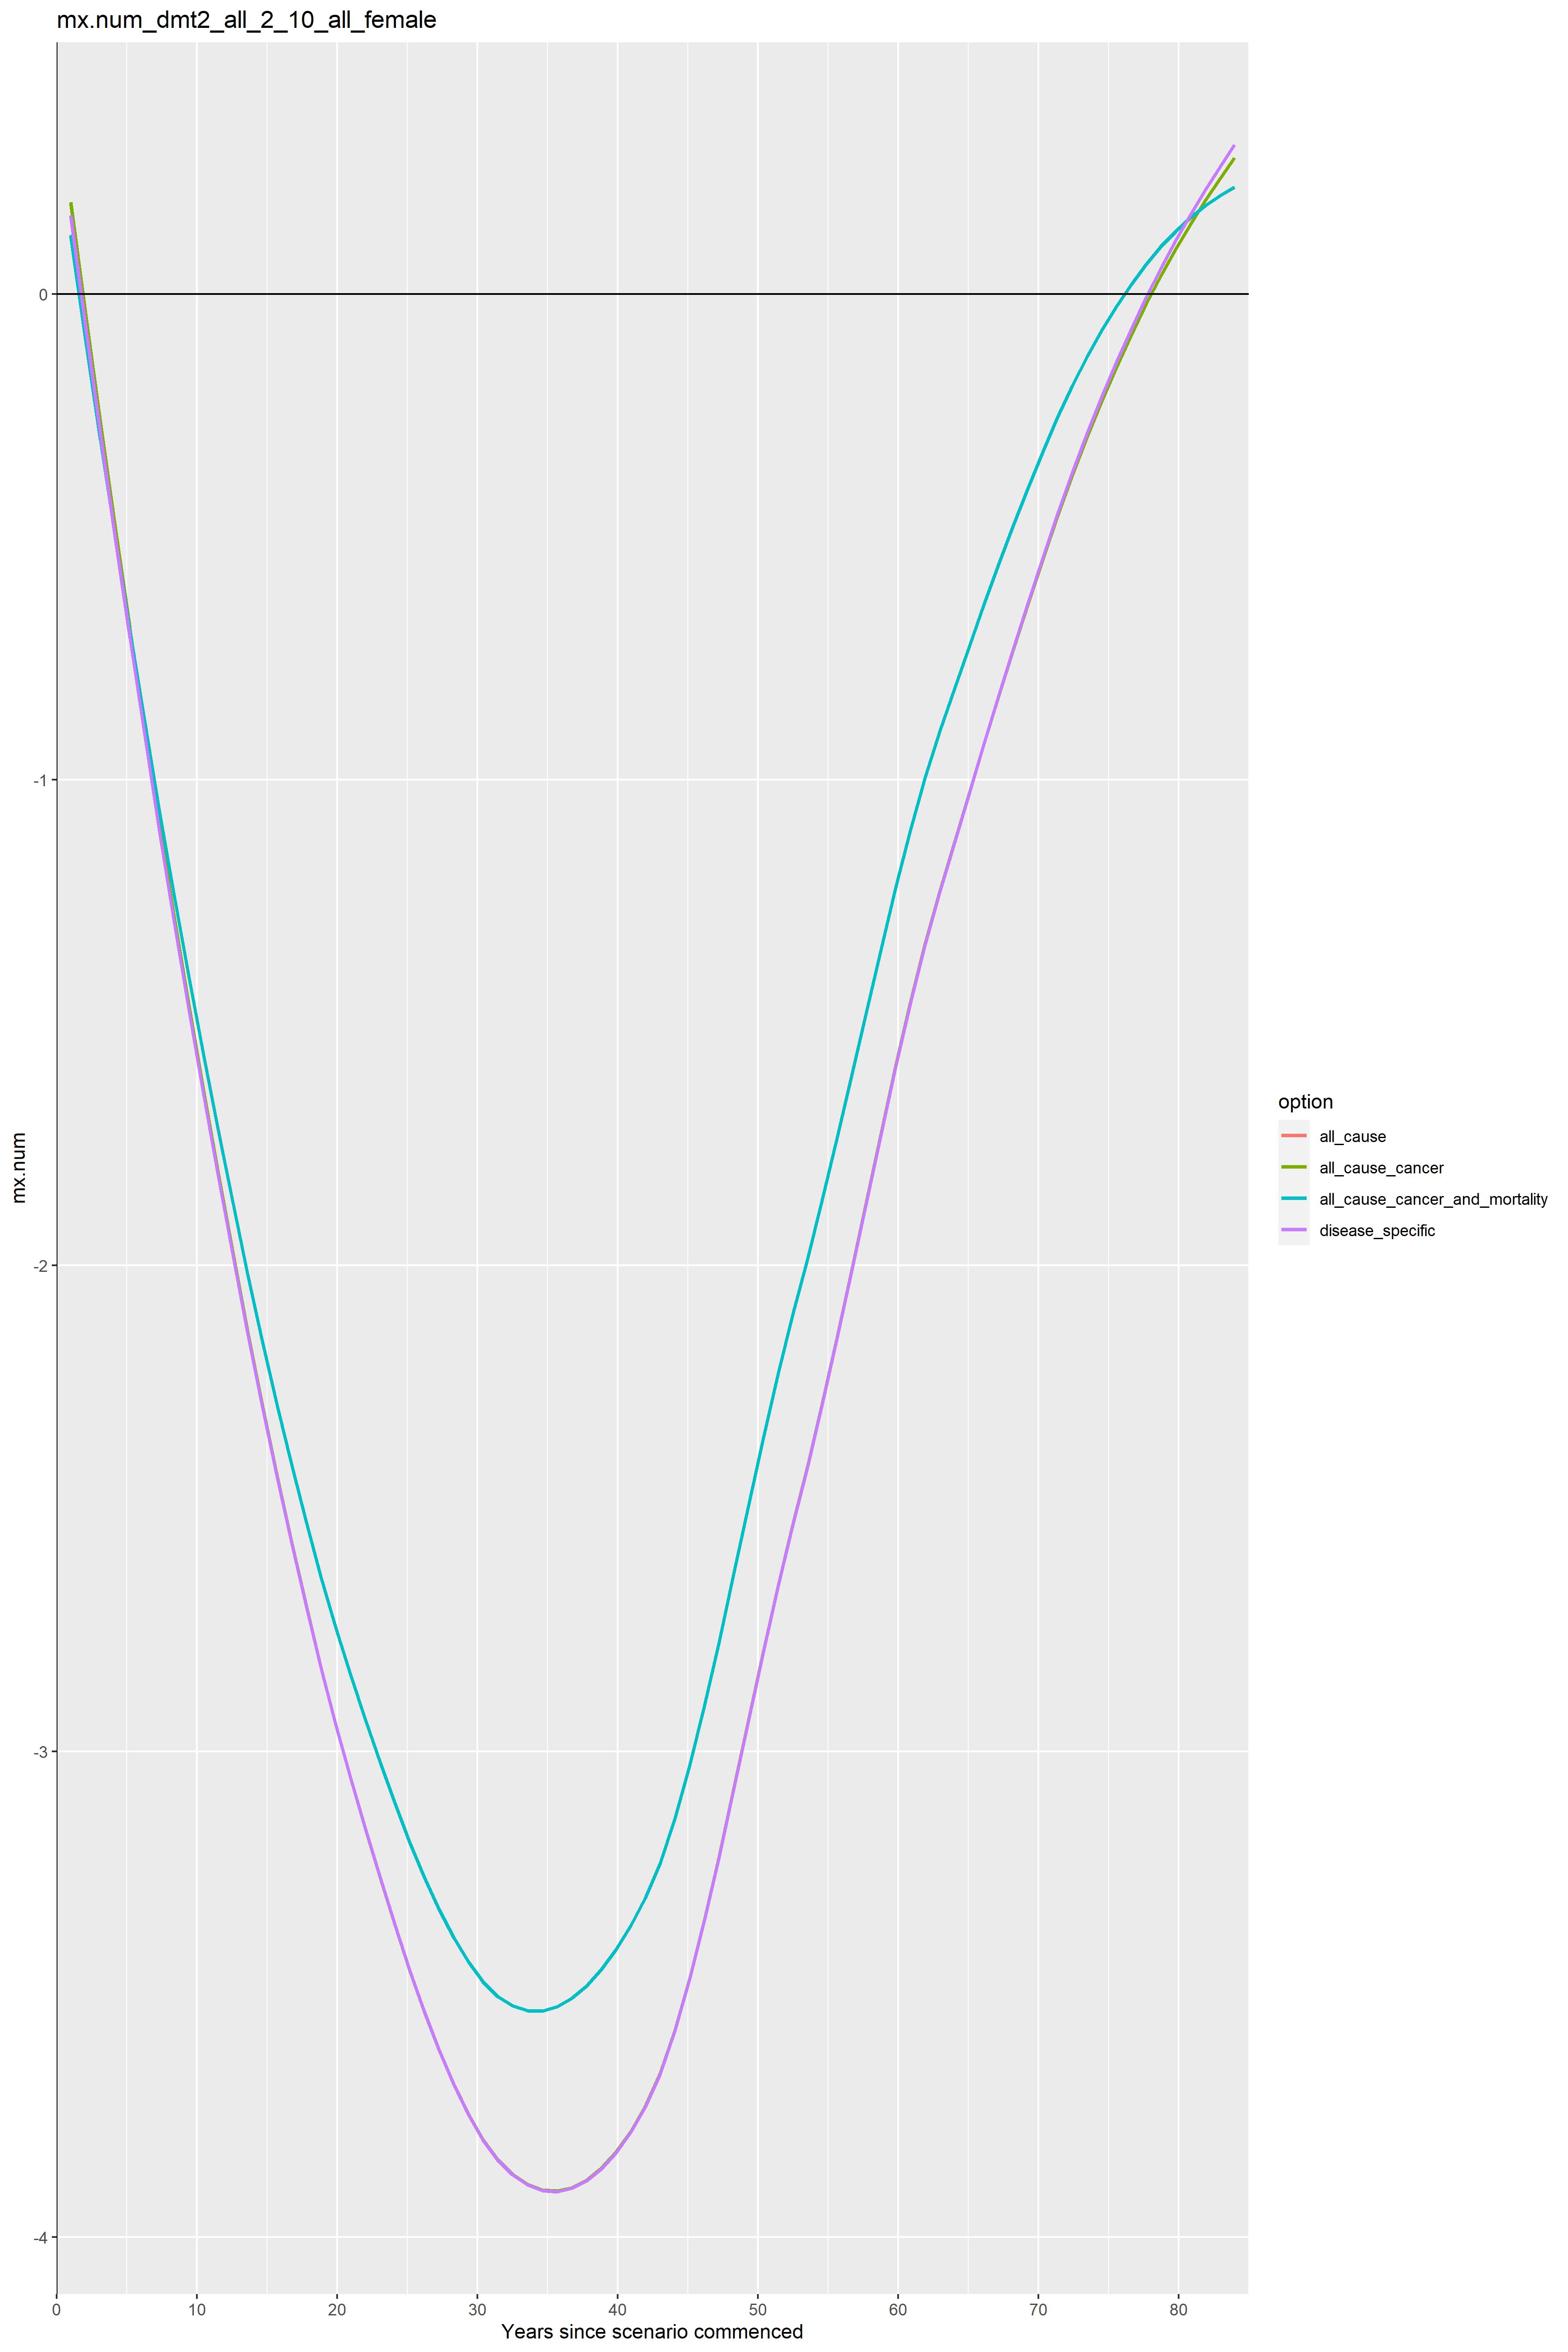 mx.num_dmt2_all_2_10_all_female
mx.num
0
-1
-2
-3
-4
0 10 20 30 40 50 60 70 80
Years since scenario commenced
option
all_cause
all_cause_cancer
all_cause_cancer_and_mortality
disease_specific